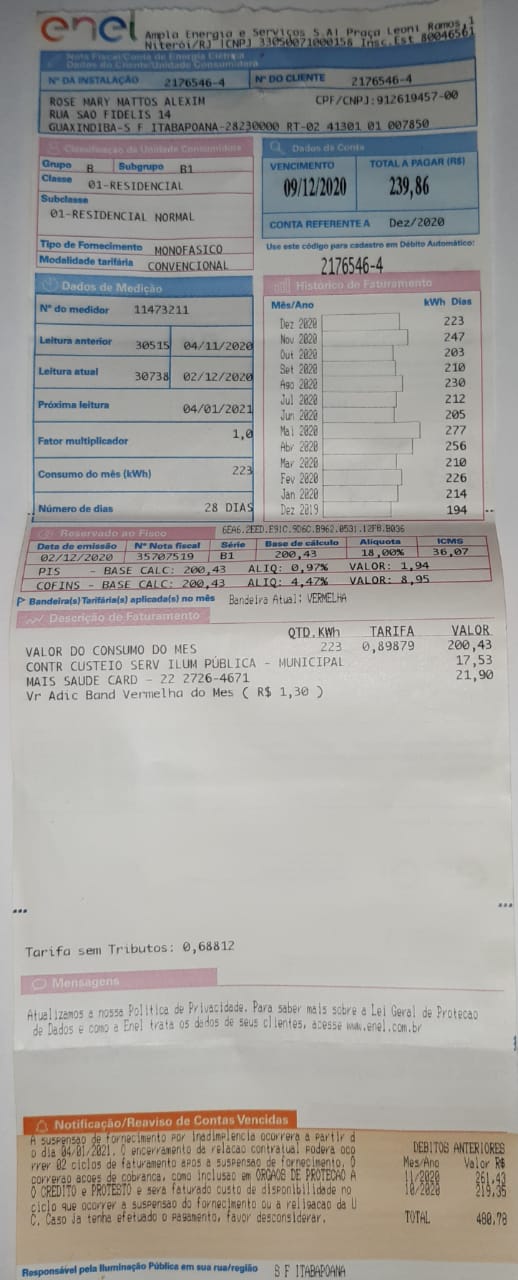 enel
Ampla Energia e Serviços S.A| Praça Leoni Ramos,1
Niterói/RJ |CNPJ 33050071000158 Insc.Est 80046561
Nota Fiscal/Conta de Energia Elétrica
Dados do Cliente/Unidade Consumidora
Nº DA INSTALAÇÃO 2176546-4 Nº DO CLIENTE 2176546-4
ROSE MARY MATTOS ALEXIM CPF/CNPJ:912619457-00
RUA SAO FIDELIS 14
GUAXINDIBA-S F ITABAPOANA-28230000 RT-02 41301 01 007850
Classificação da Unidade Consumidora
Grupo B Subgrupo B1
Classe
01-RESIDENCIAL
Subclasse
01-RESIDENCIAL NORMAL
Tipo de Fornecimento MONOFASICO
Modalidade tarifária CONVENCIONAL
Dados da Conta
VENCIMENTO TOTAL A PAGAR (R$)
09/12/2020 239,86
CONTA REFERENTE A Dez/2020
Use este código para cadastro em Débito Automático:
2176546-4
Dados de Medição
Nº do medidor 11473211
Leitura anterior 30515 04/11/2020
Leitura atual 30738 02/12/2020
Próxima leitura 04/01/2021
Fator multiplicador 1,0
Consumo do mês (kWh) 223
Número de dias 28 DIAS
Histórico de Faturamento
Mês/Ano kWh Dias
Dez 2020 223
Nov 2020 247
Out 2020 203
Set 2020 210
Ago 2020 230
Jul 2020 212
Jun 2020 205
Mai 2020 277
Abr 2020 256
Mar 2020 210
Fev 2020 226
Jan 2020 214
Dez 2019 194
Reservado ao Fisco 6EA6.2EED.F91C.9D6C.B962.0531.12F8.B036
Data de emissão Nº Nota fiscal Série Base de cálculo Alíquota ICMS
02/12/2020 35707519 B1 200,43 18,00% 36,07
PIS - BASE CALC: 200,43 ALIQ: 0,97% VALOR: 1,94
COFINS - BASE CALC: 200,43 ALIQ: 4,47% VALOR: 8,95
Bandeira(s) Tarifária(s) aplicada(s) no mês Bandeira Atual: VERMELHA
Descrição de Faturamento
QTD.KWh TARIFA VALOR
VALOR DO CONSUMO DO MES 223 0,89879 200,43
CONTR CUSTEIO SERV ILUM PÚBLICA - MUNICIPAL 17,53
MAIS SAUDE CARD - 22 2726-4671 21,90
Vr Adic Band Vermelha do Mes ( R$ 1,30 )
Tarifa sem Tributos: 0,68812
Mensagens
Atualizamos a nossa Politica de Privacidade. Para saber mais sobre a Lei Geral de Protecao
de Dados e como a Enel trata os dados de seus clientes, acesse www.enel.com.br
Notificação/Reaviso de Contas Vencidas
A suspensao de fornecimento por inadimplencia ocorrera a partir d
o dia 04/01/2021. O encerramento da relacao contratual podera oco
rrer 02 ciclos de faturamento apos a suspensao de fornecimento. O
correrao acoes de cobranca, como inclusao em ORGAOS DE PROTECAO A
O CREDITO e PROTESTO e sera faturado custo de disponibilidade no
ciclo que ocorrer a suspensao do fornecimento ou a religacao da U
C. Caso Ja tenha efetuado o pagamento, favor desconsiderar.
DEBITOS ANTERIORES
Mes/Ano Valor R$
11/2020 261,43
10/2020 219,35
TOTAL 480,78
Responsável pela Iluminação Pública em sua rua/região S F ITABAPOANA